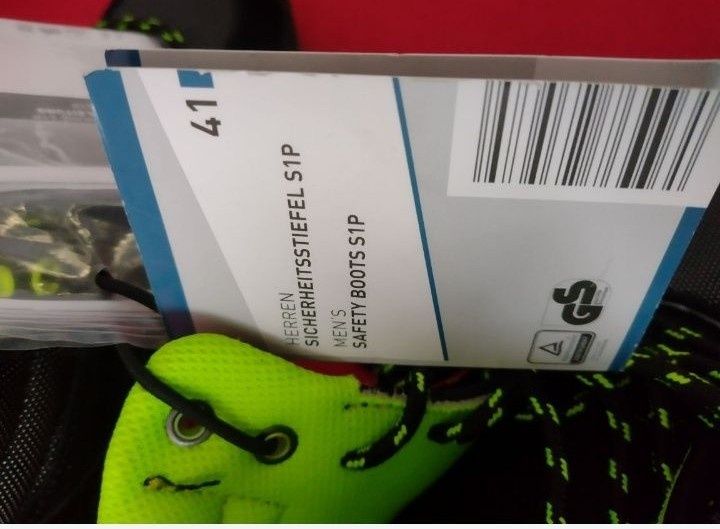 41
HERREN
SICHERHEITSSTIEFEL S1P
MEN'S
SAFETY BOOTS S1P
GS